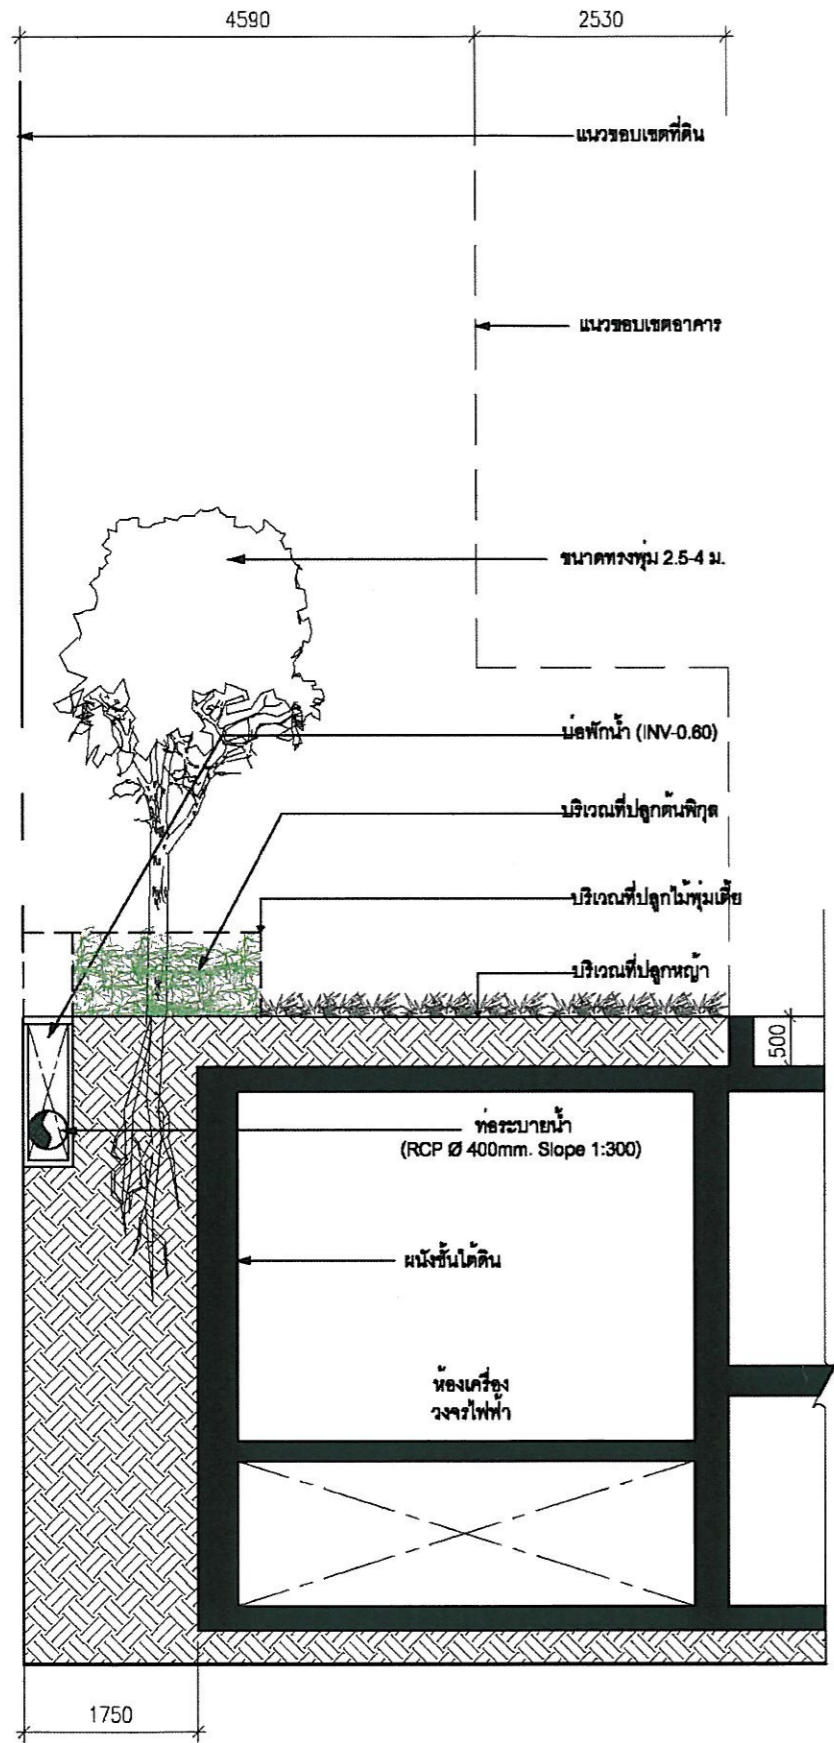 4590
2530
แนวขอบเขตที่ดิน
แนวขอบเขตอาคาร
ขนาดทรงพุ่ม 2.5-4 ม.
บ่อพักน้ำ (INV-0.60)
บริเวณที่ปลูกต้นพิกุล
บริเวณที่ปลูกไม้พุ่มเตี้ย
บริเวณที่ปลูกหญ้า
500
ท่อระบายน้ำ
(RCP Ø 400mm. Slope 1:300)
ผนังชั้นใต้ดิน
ห้องเครื่อง
วงจรไฟฟ้า
1750